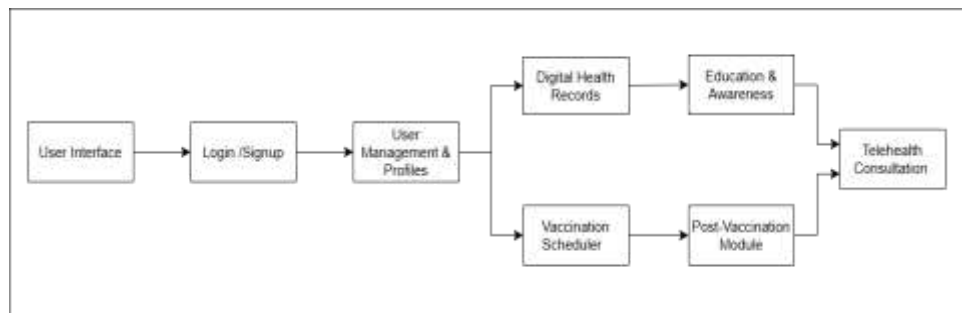 User Interface
Login /Signup
User
Management &
Profiles
Digital Health
Records
Education &
Awareness
Vaccination
Scheduler
Post-Vaccination
Module
Telehealth
Consultation